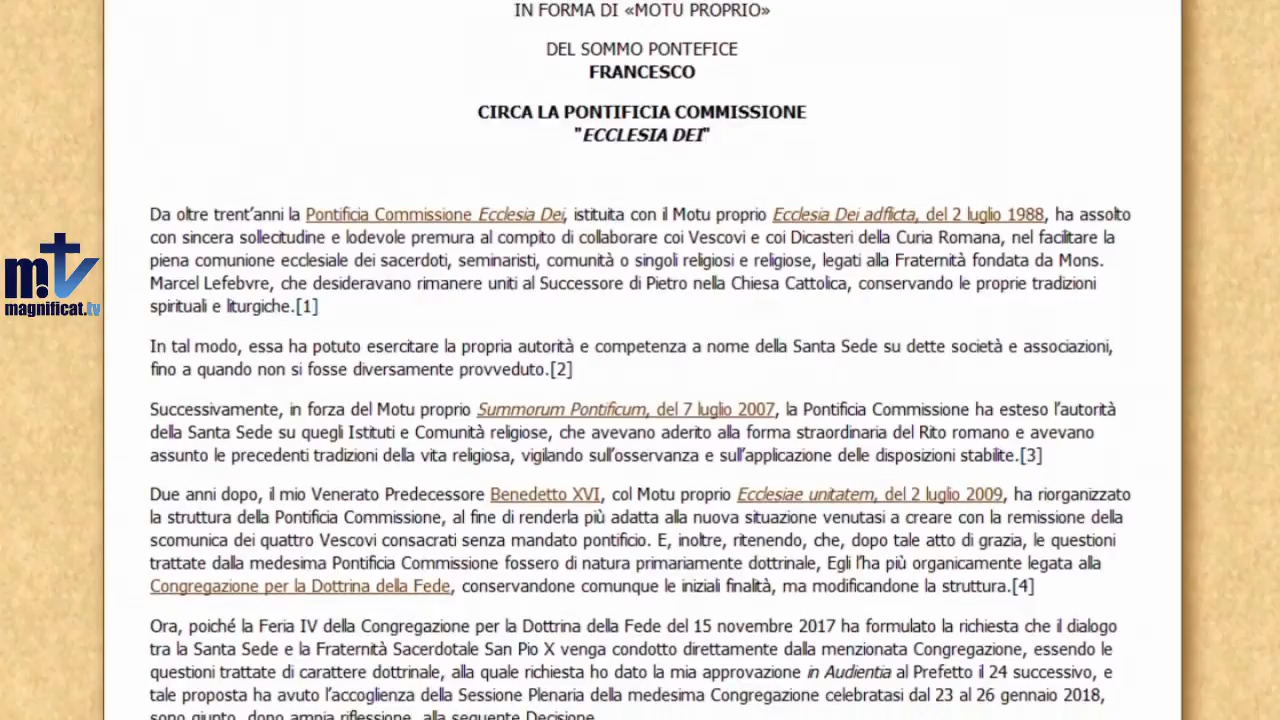 IN FORMA DI «MOTU PROPRIO»
DEL SOMMO PONTEFICE
FRANCESCO
CIRCA LA PONTIFICIA COMMISSIONE
"ECCLESIA DEI"
Da oltre trent'anni la Pontificia Commissione Ecclesia Dei, istituita con il Motu proprio Ecclesia Dei adflicta, del 2 luglio 1988, ha assolto
con sincera sollecitudine e lodevole premura al compito di collaborare coi Vescovi e coi Dicasteri della Curia Romana, nel facilitare la
piena comunione ecclesiale dei sacerdoti, seminaristi, comunità o singoli religiosi e religiose, legati alla Fraternità fondata da Mons.
Marcel Lefebvre, che desideravano rimanere uniti al Successore di Pietro nella Chiesa Cattolica, conservando le proprie tradizioni
spirituali e liturgiche.[1]
In tal modo, essa ha potuto esercitare la propria autorità e competenza a nome della Santa Sede su dette società e associazioni,
fino a quando non si fosse diversamente provveduto.[2]
Successivamente, in forza del Motu proprio Summorum Pontificum, del 7 luglio 2007, la Pontificia Commissione ha esteso l'autorità
della Santa Sede su quegli Istituti e Comunità religiose, che avevano aderito alla forma straordinaria del Rito romano e avevano
assunto le precedenti tradizioni della vita religiosa, vigilando sull'osservanza e sull'applicazione delle disposizioni stabilite.[3]
Due anni dopo, il mio Venerato Predecessore Benedetto XVI, col Motu proprio Ecclesiae unitatem, del 2 luglio 2009, ha riorganizzato
la struttura della Pontificia Commissione, al fine di renderla più adatta alla nuova situazione venutasi a creare con la remissione della
scomunica dei quattro Vescovi consacrati senza mandato pontificio. E, inoltre, ritenendo, che, dopo tale atto di grazia, le questioni
trattate dalla medesima Pontificia Commissione fossero di natura primariamente dottrinale, Egli l'ha più organicamente legata alla
Congregazione per la Dottrina della Fede, conservandone comunque le iniziali finalità, ma modificandone la struttura.[4]
Ora, poiché la Feria IV della Congregazione per la Dottrina della Fede del 15 novembre 2017 ha formulato la richiesta che il dialogo
tra la Santa Sede e la Fraternità Sacerdotale San Pio X venga condotto direttamente dalla menzionata Congregazione, essendo le
questioni trattate di carattere dottrinale, alla quale richiesta ho dato la mia approvazione in Audientia al Prefetto il 24 successivo, e
tale proposta ha avuto l'accoglienza della Sessione Plenaria della medesima Congregazione celebratasi dal 23 al 26 gennaio 2018,
sono giunto, dopo ampia riflessione, alla seguente Decisione.
mtv
magnificat.tv